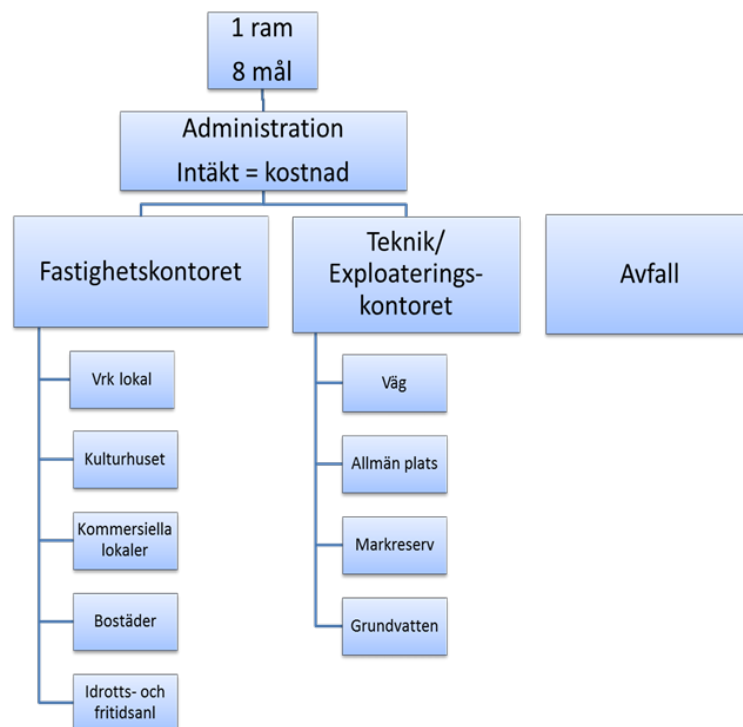 1 ram
8 mål
Administration
Intäkt = kostnad
Fastighetskontoret
Teknik/
Exploaterings-
kontoret
Avfall
Vrk lokal
Kulturhuset
Kommersiella
lokaler
Bostäder
Idrotts- och
fritidsanl
Väg
Allmän plats
Markreserv
Grundvatten